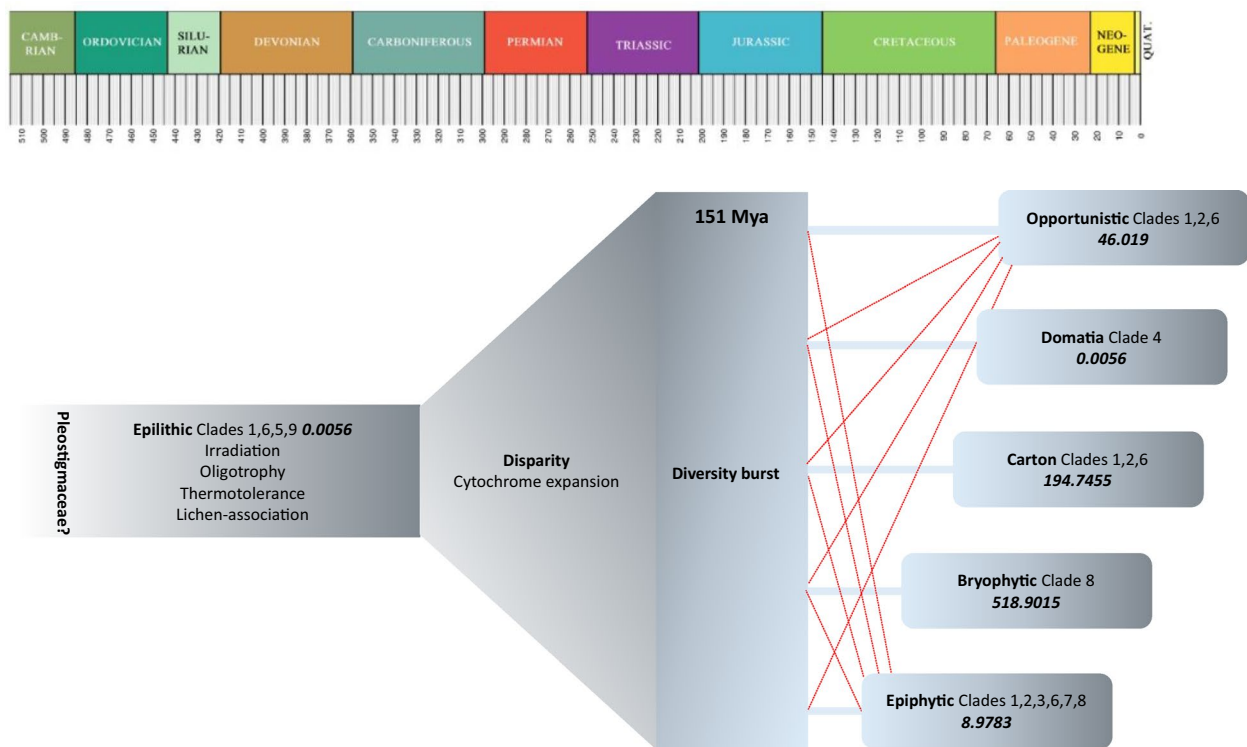 CAMB-
RIAN
ORDOVICIAN
SILU-
RIAN
DEVONIAN
CARBONIFEROUS
PERMIAN
TRIASSIC
JURASSIC
CRETACEOUS
PALEOGENE
NEO-
GENE
QUAT.
510 500 490 480 470 460 450 440 430 420 410 400 390 380 370 360 350 340 330 320 310 300 290 280 270 260 250 240 230 220 210 200 190 180 170 160 150 140 130 120 110 100 90 80 70 60 50 40 30 20 10 0
Pleostigmaceae?
Epilithic Clades 1,6,5,9 0.0056
Irradiation
Oligotrophy
Thermotolerance
Lichen-association
Disparity
Cytochrome expansion
151 Mya
Diversity burst
Opportunistic Clades 1,2,6
46.019
Domatia Clade 4
0.0056
Carton Clades 1,2,6
194.7455
Bryophytic Clade 8
518.9015
Epiphytic Clades 1,2,3,6,7,8
8.9783